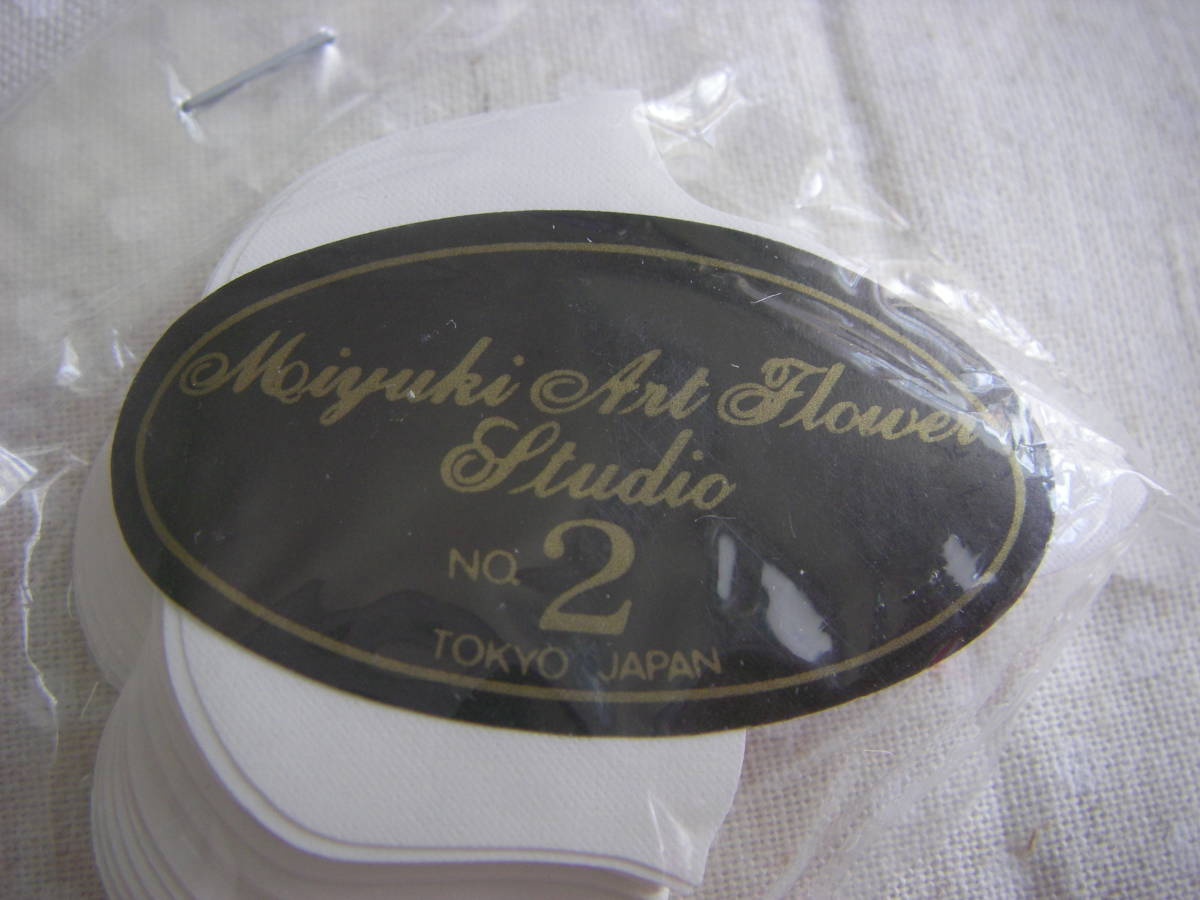 Miyuki Art Flower
Studio
NO. 2
TOKYO JAPAN